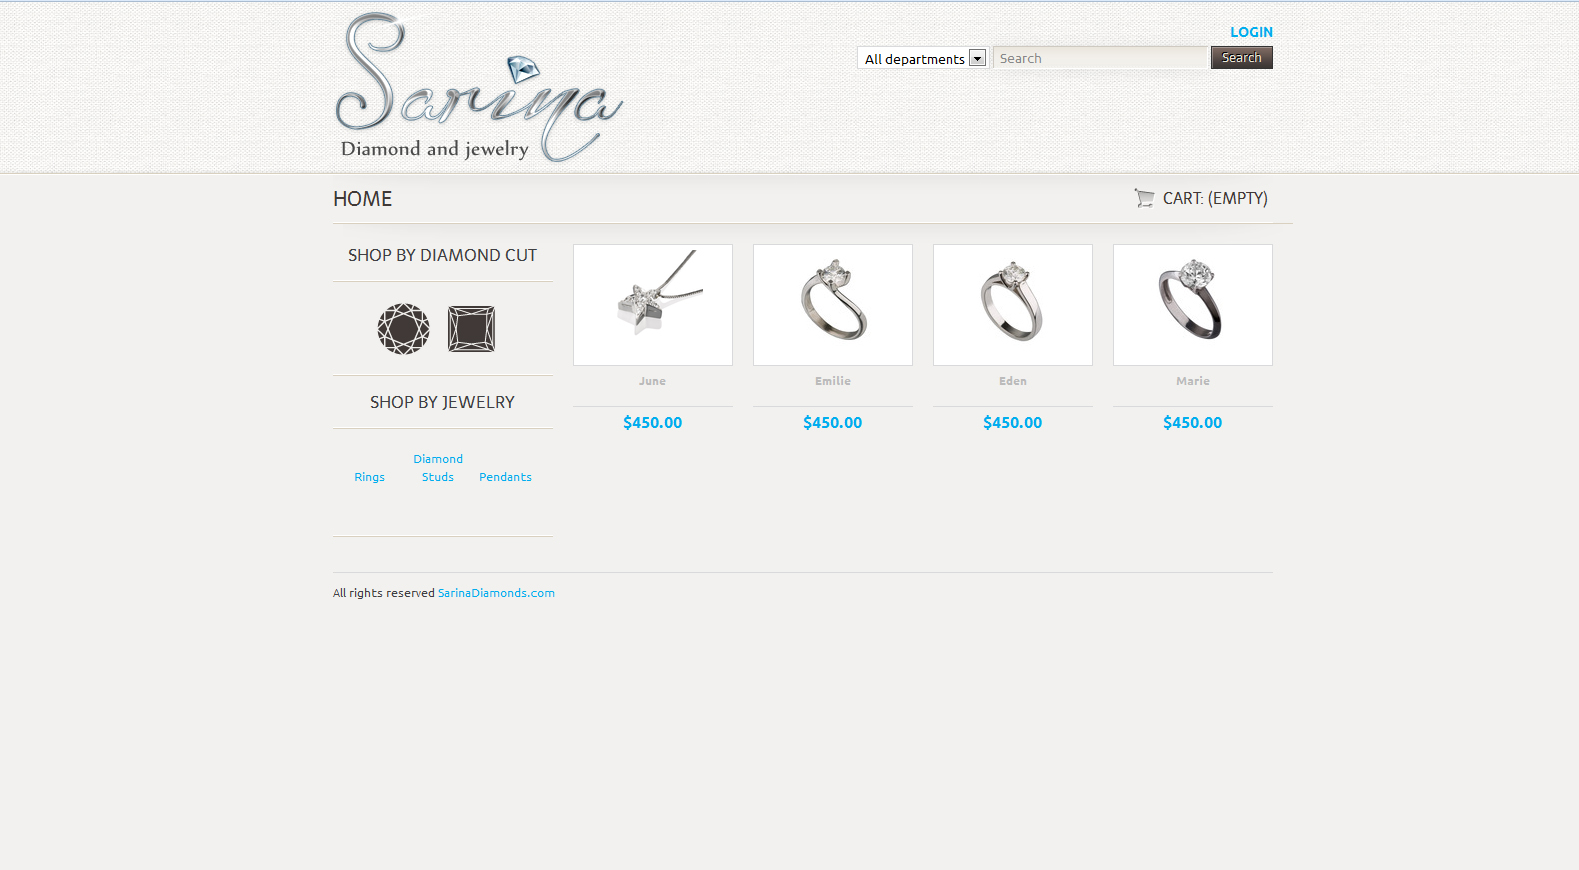 Sarina
Diamond and jewelry
LOGIN
All departments Search Search
HOME
CART: (EMPTY)
SHOP BY DIAMOND CUT
SHOP BY JEWELRY
Rings
Diamond
Studs
Pendants
June
$450.00
Emilie
$450.00
Eden
$450.00
Marie
$450.00
All rights reserved SarinaDiamonds.com